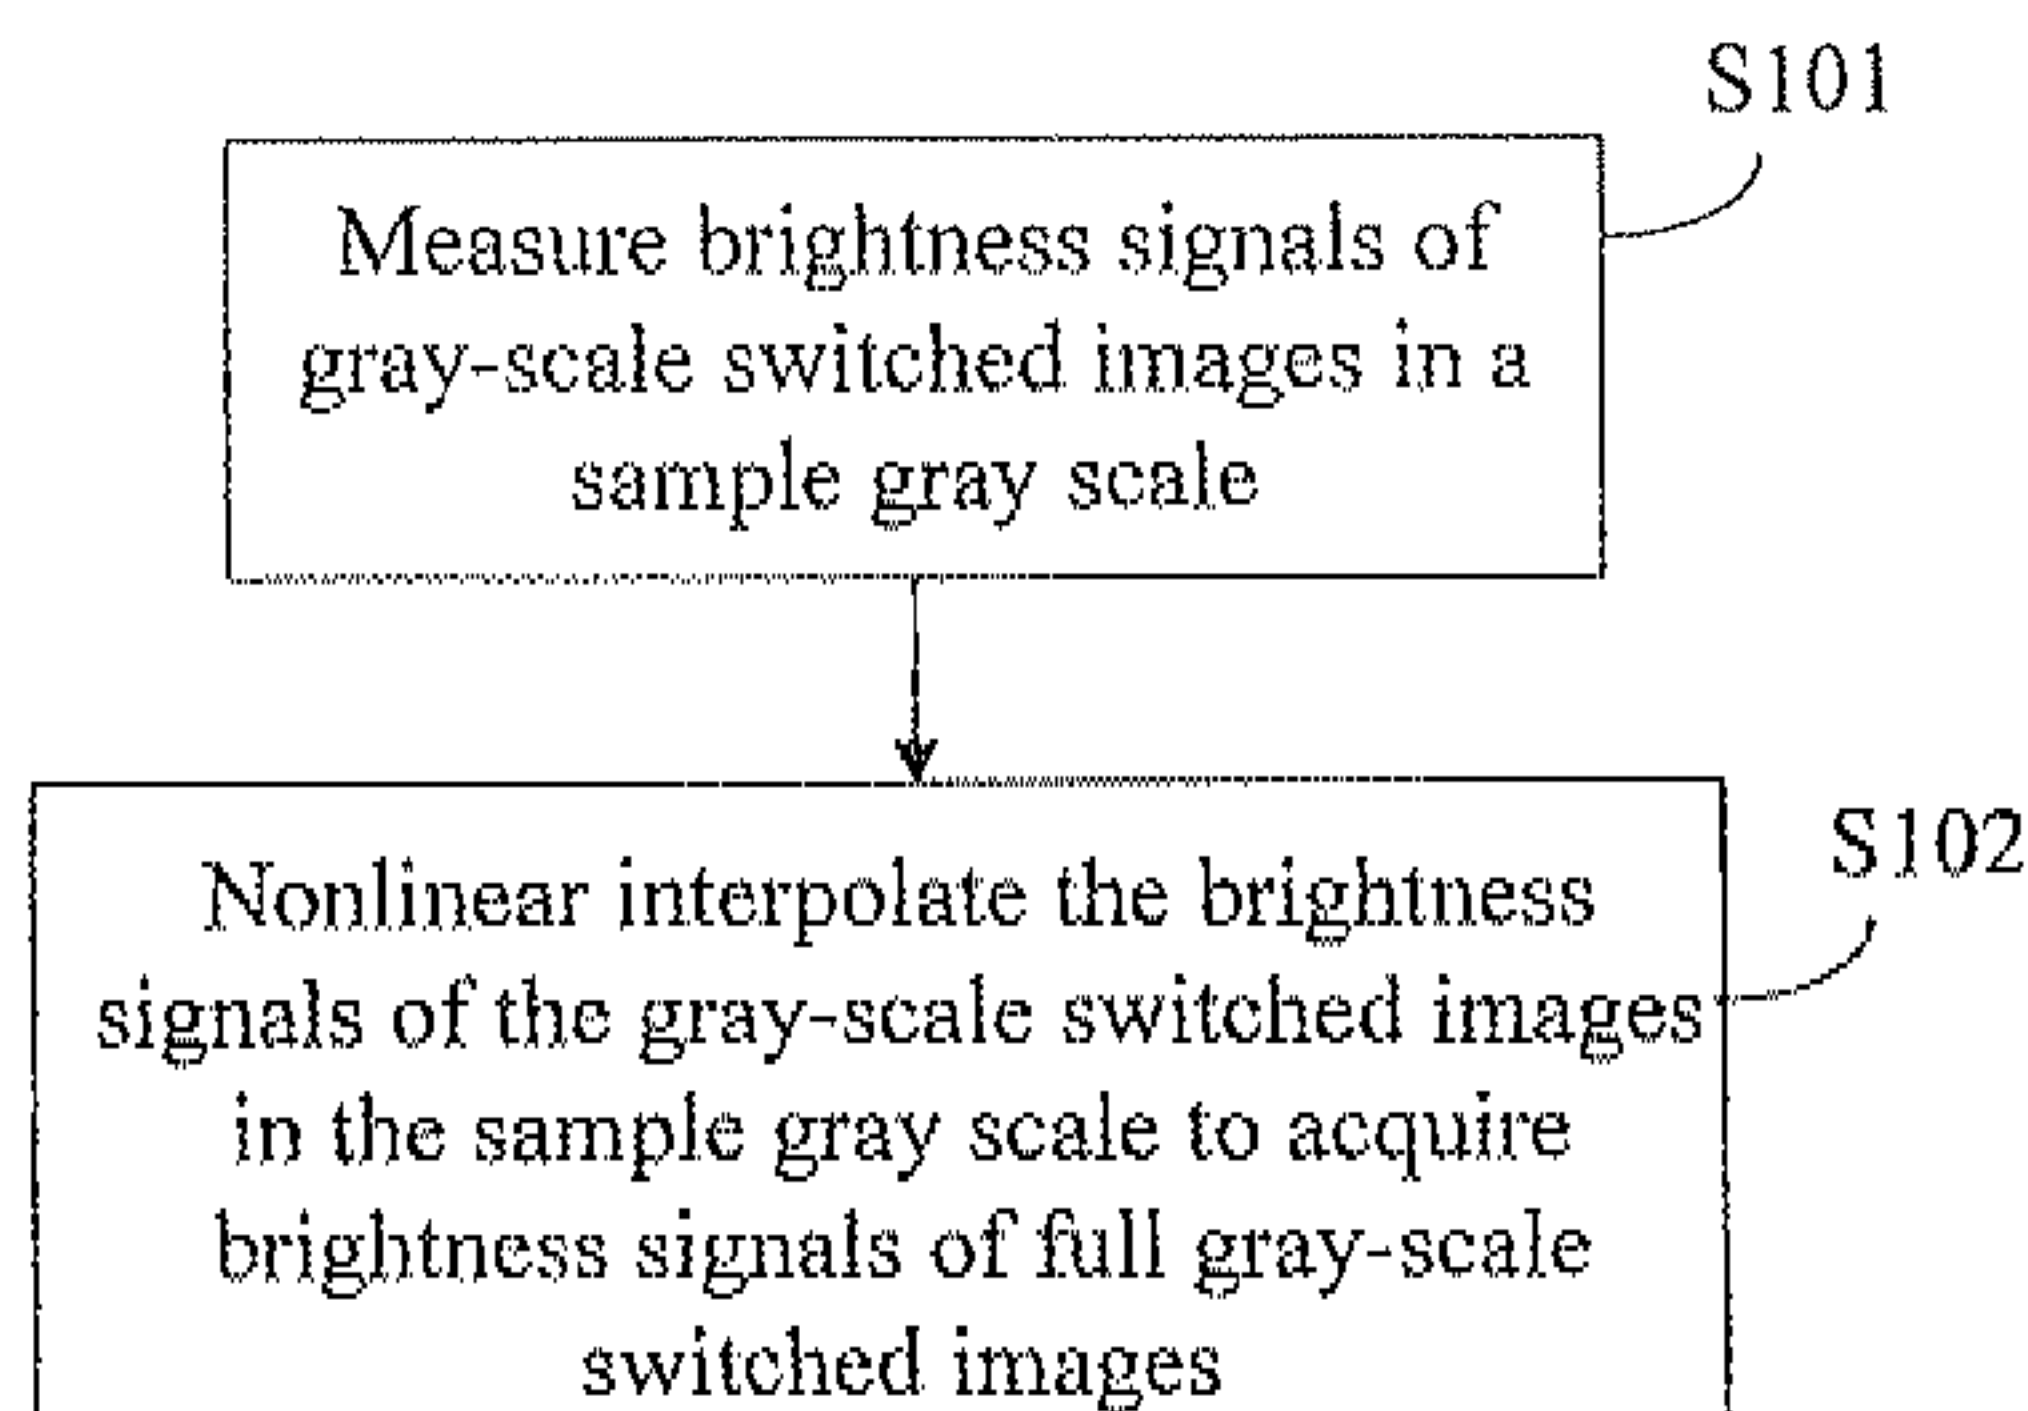 S101
Measure brightness signals of
gray-scale switched images in a
sample gray scale
S102
Nonlinear interpolate the brightness
signals of the gray-scale switched images
in the sample gray scale to acquire
brightness signals of full gray-scale
switched images